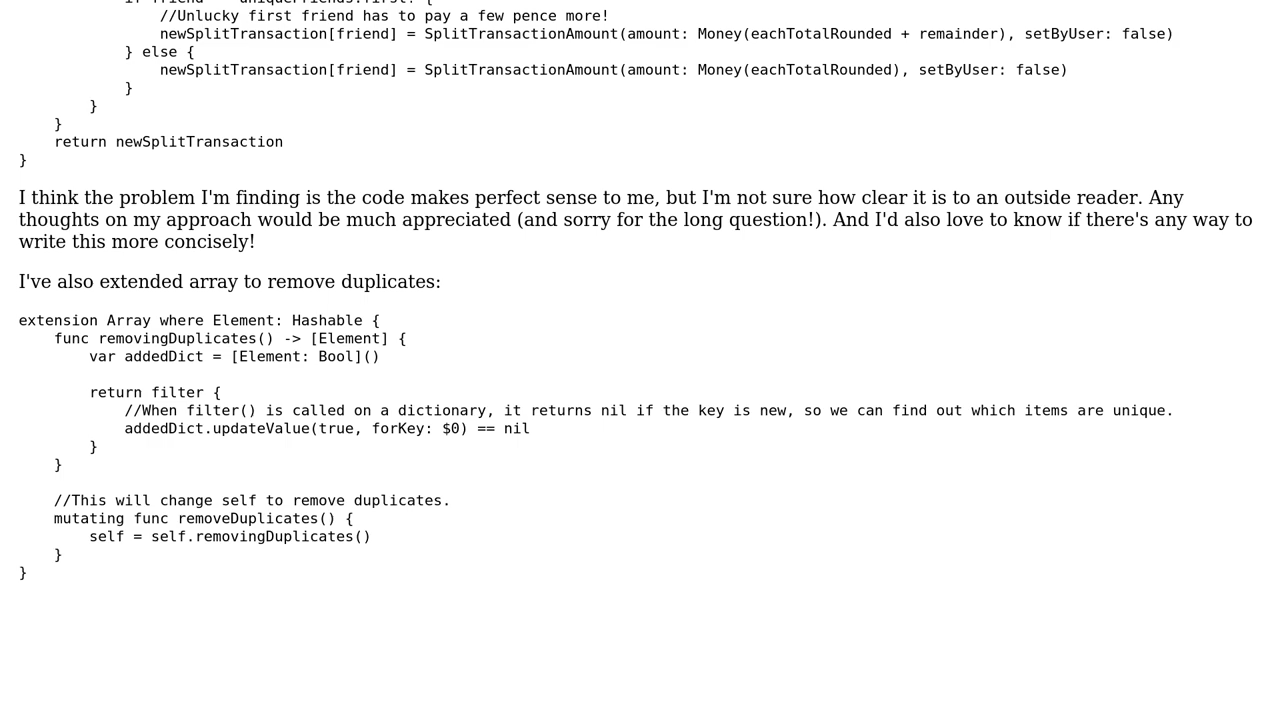 //Unlucky first friend has to pay a few pence more!
newSplitTransaction[friend] = SplitTransactionAmount(amount: Money(eachTotalRounded + remainder), setByUser: false)
} else {
newSplitTransaction[friend] = SplitTransactionAmount(amount: Money(eachTotalRounded), setByUser: false)
}
}
}
return newSplitTransaction
}
I think the problem I'm finding is the code makes perfect sense to me, but I'm not sure how clear it is to an outside reader. Any
thoughts on my approach would be much appreciated (and sorry for the long question!). And I'd also love to know if there's any way to
write this more concisely!
I've also extended array to remove duplicates:
extension Array where Element: Hashable {
func removingDuplicates() -> [Element] {
var addedDict = [Element: Bool]()
return filter {
//When filter() is called on a dictionary, it returns nil if the key is new, so we can find out which items are unique.
addedDict.updateValue(true, forKey: $0) == nil
}
}
//This will change self to remove duplicates.
mutating func removeDuplicates() {
self = self.removingDuplicates()
}
}